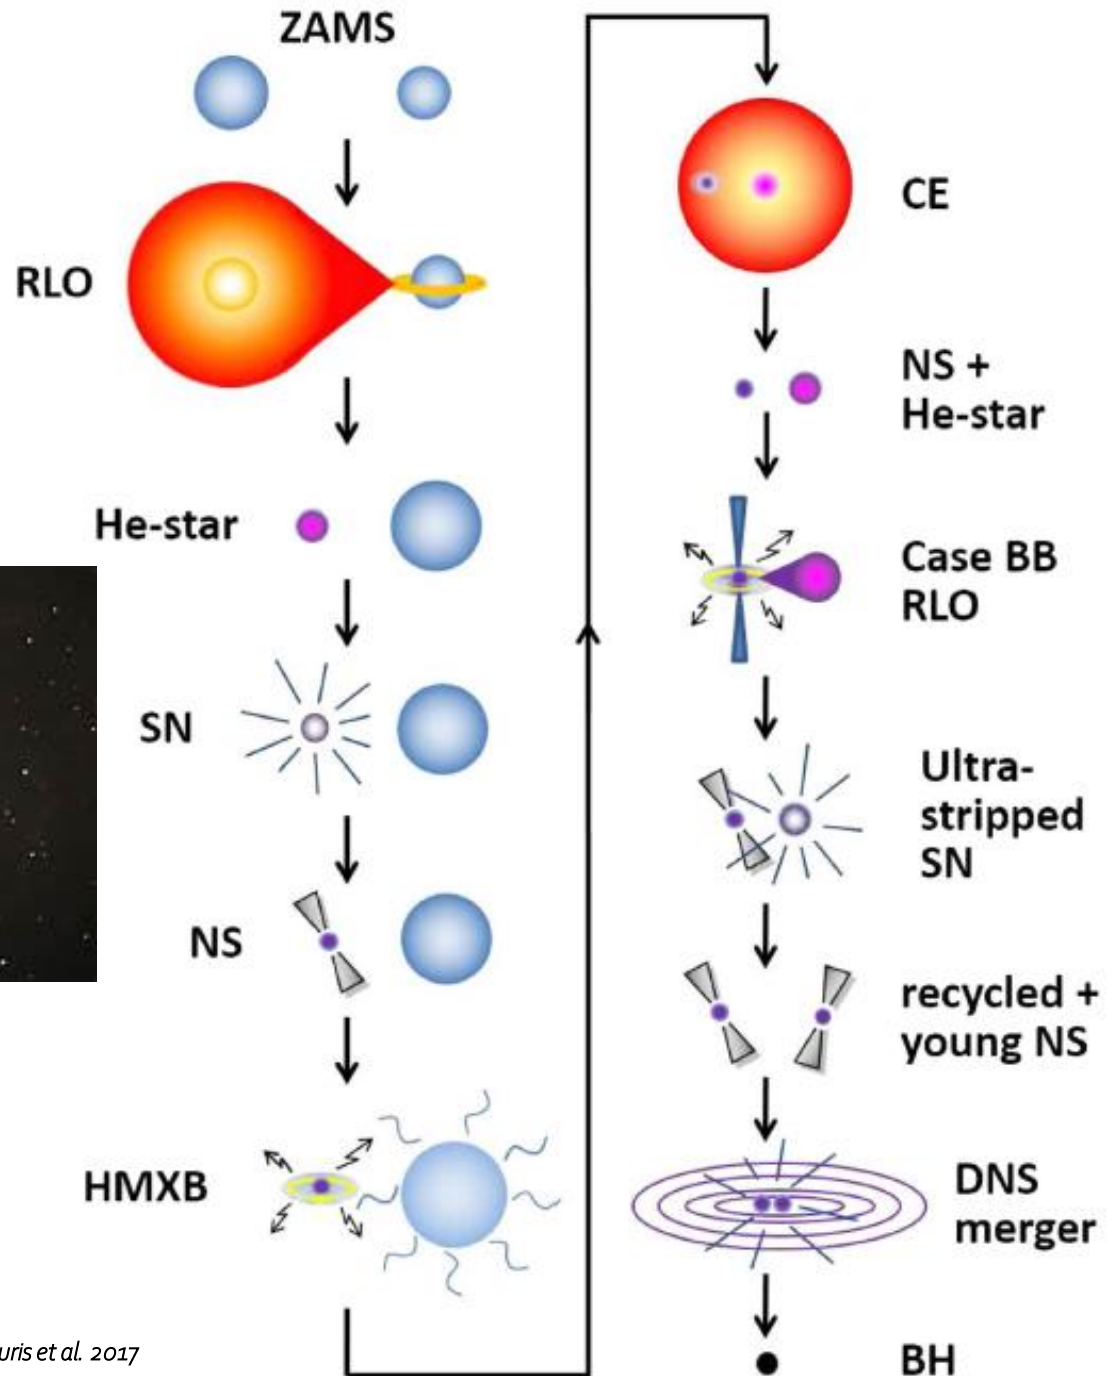 ZAMS
RLO
He-star
SN
NS
HMXB
CE
NS +
He-star
Case BB
RLO
Ultra-
stripped
SN
recycled +
young NS
DNS
merger
BH
uris et al. 2017